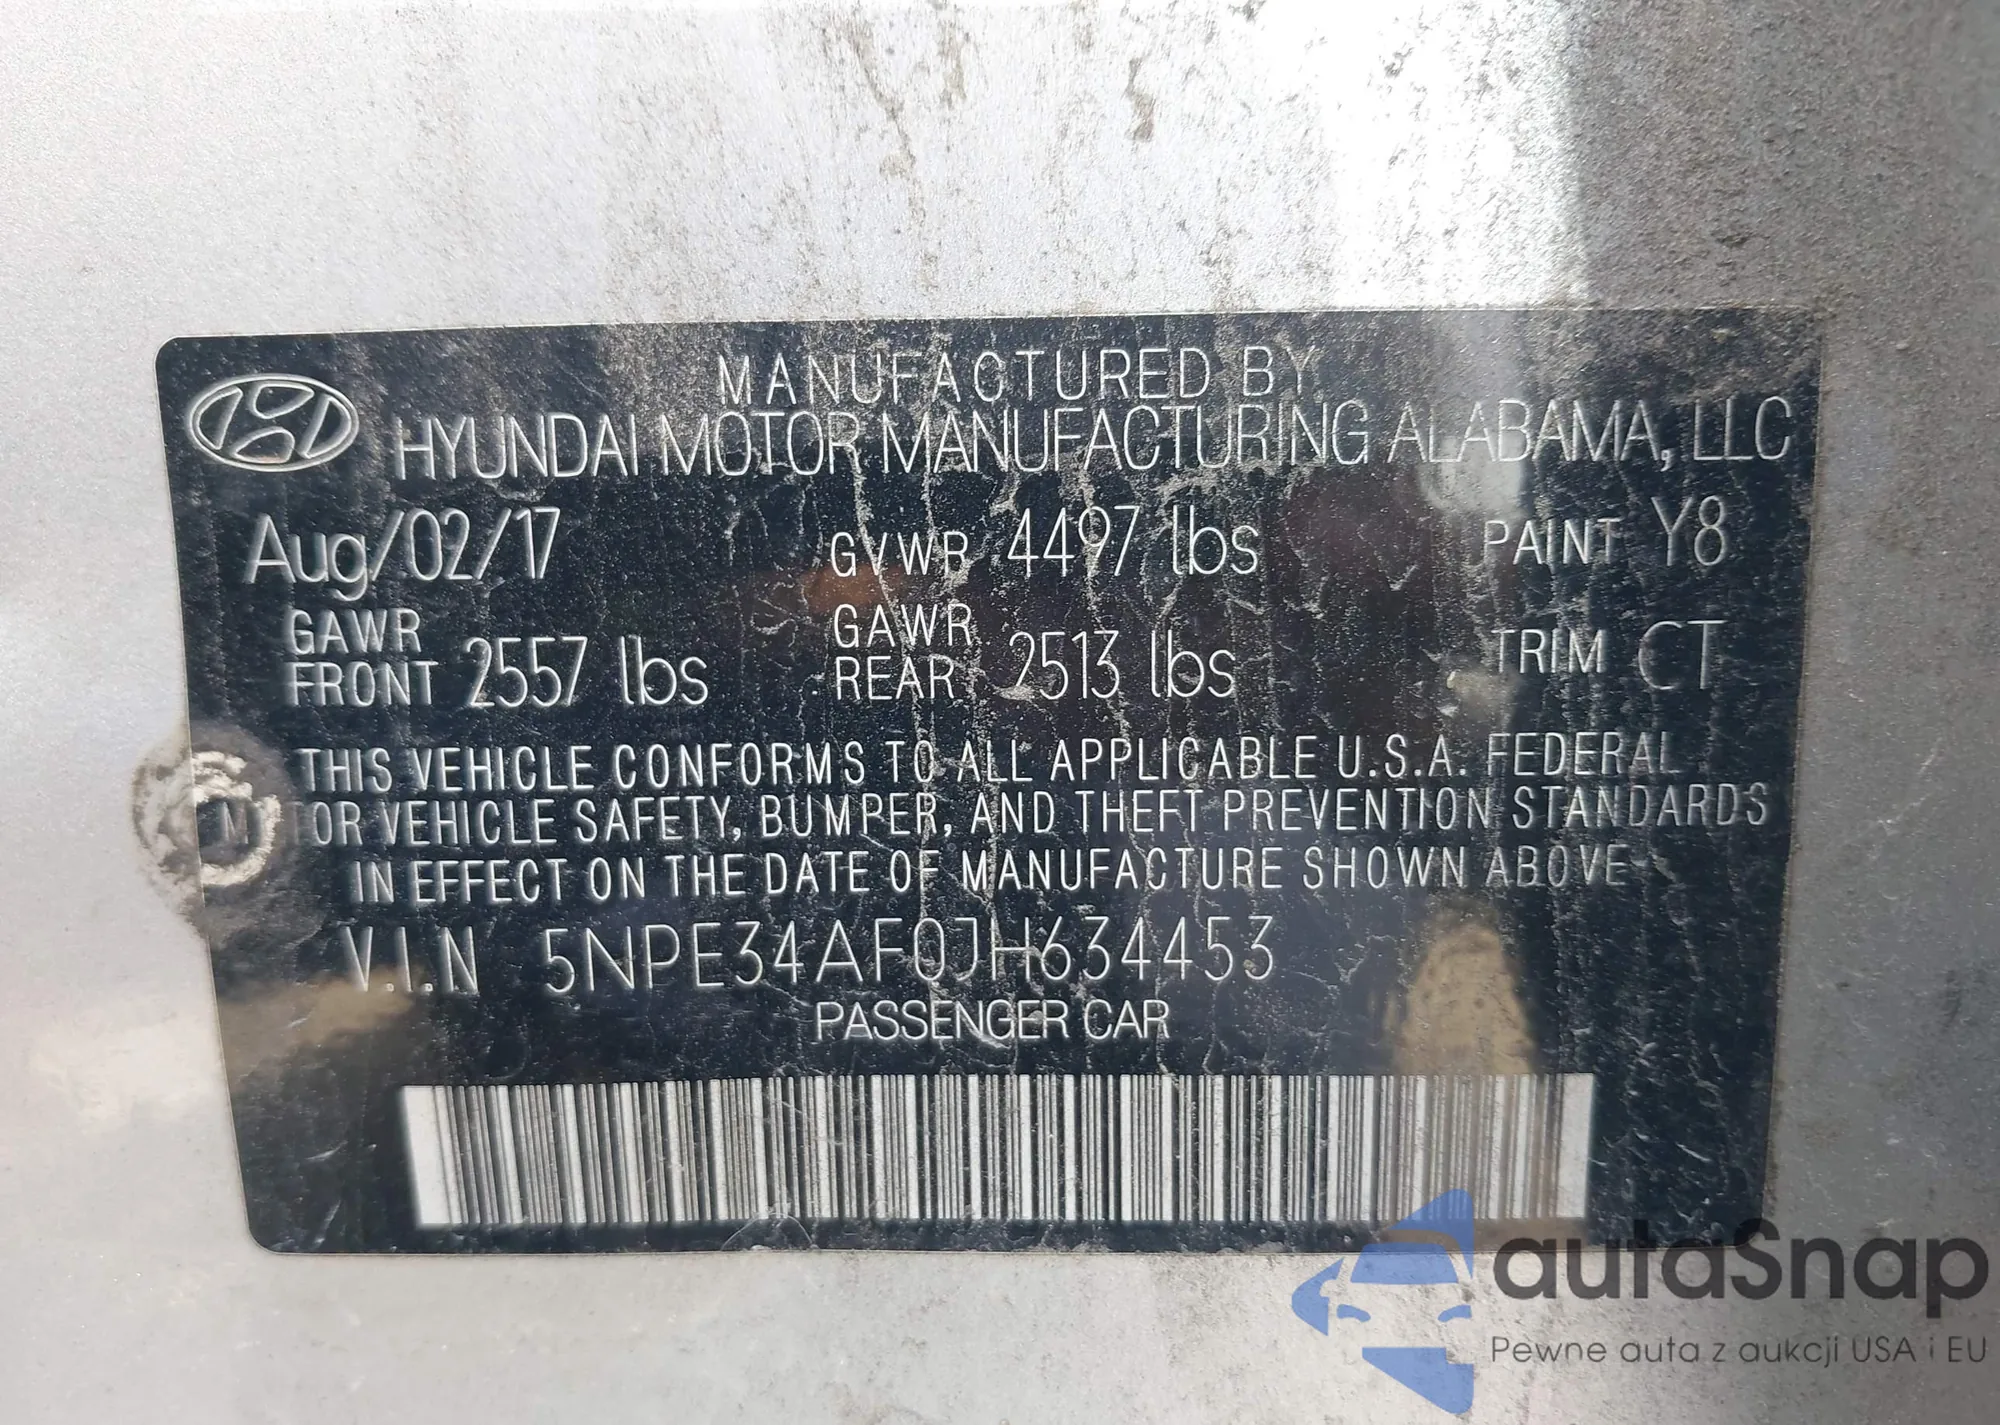 MANUFACTURED BY
HYUNDAI MOTOR MANUFACTURING ALABAMA, LLC
Aug/02/17 GVWR 4497 lbs PAINT Y8
GAWR FRONT 2557 lbs GAWR REAR 2513 lbs TRIM CT
THIS VEHICLE CONFORMS TO ALL APPLICABLE U.S.A. FEDERAL
MOTOR VEHICLE SAFETY, BUMPER, AND THEFT PREVENTION STANDARDS
IN EFFECT ON THE DATE OF MANUFACTURE SHOWN ABOVE
V.I.N 5NPE34AF0JH634453
PASSENGER CAR
autaSnap
Pewne auta z aukcji USA i EU